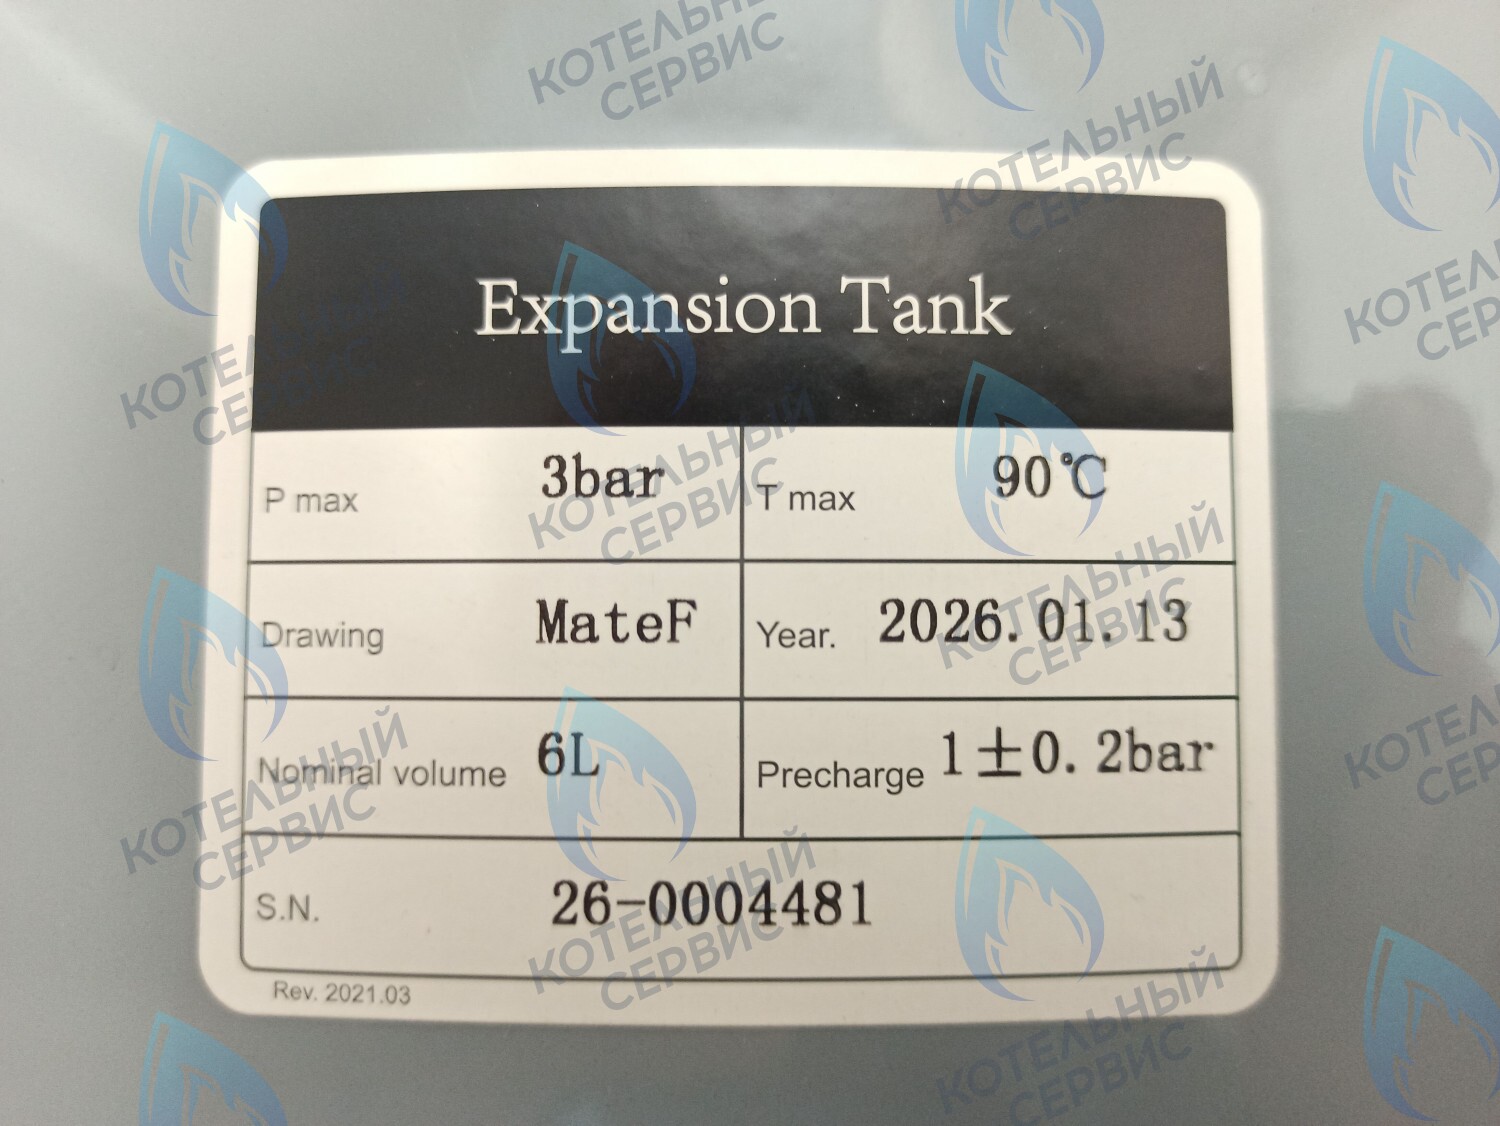 Expansion Tank
P max 3bar T max 90℃
Drawing MateF Year. 2026.01.13
Nominal volume 6L Precharge 1±0.2bar
S.N. 26-0004481
Rev. 2021.03
КОТЕЛЬНЫЙ
СЕРВИС